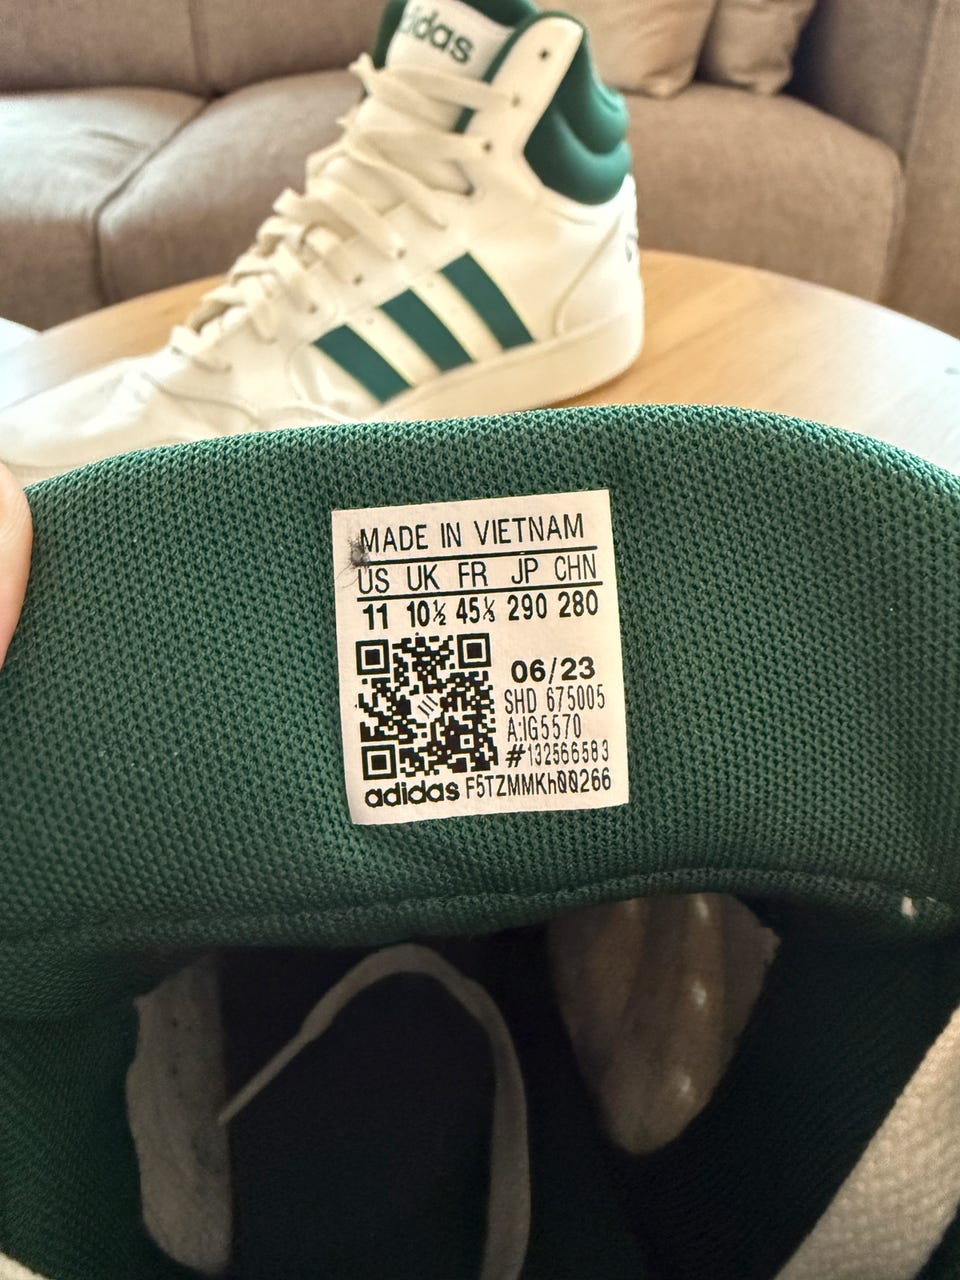 adidas
MADE IN VIETNAM
US UK FR JP CHN
11 10½ 45⅓ 290 280
06/23
SHD 675005
A:IG5570
#132566583
adidas F5TZMMKh00266